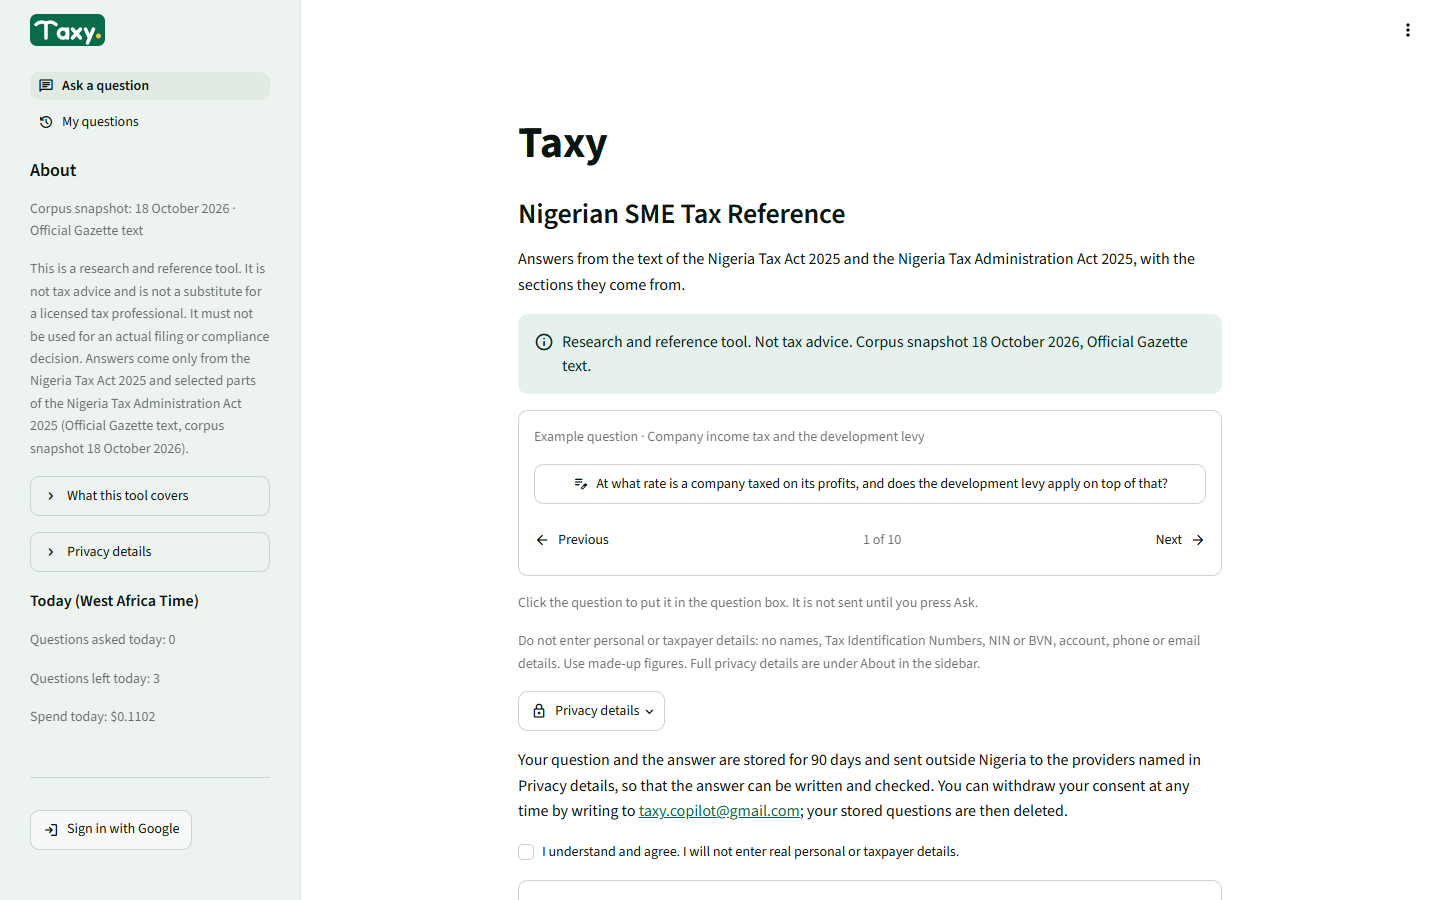 Taxy.
Ask a question
My questions
About
Corpus snapshot: 18 October 2026 ·
Official Gazette text
This is a research and reference tool. It is
not tax advice and is not a substitute for
a licensed tax professional. It must not
be used for an actual filing or compliance
decision. Answers come only from the
Nigeria Tax Act 2025 and selected parts
of the Nigeria Tax Administration Act
2025 (Official Gazette text, corpus
snapshot 18 October 2026).
What this tool covers
Privacy details
Today (West Africa Time)
Questions asked today: 0
Questions left today: 3
Spend today: $0.1102
Sign in with Google
Taxy
Nigerian SME Tax Reference
Answers from the text of the Nigeria Tax Act 2025 and the Nigeria Tax Administration Act 2025, with the
sections they come from.
Research and reference tool. Not tax advice. Corpus snapshot 18 October 2026, Official Gazette
text.
Example question · Company income tax and the development levy
At what rate is a company taxed on its profits, and does the development levy apply on top of that?
Previous
1 of 10
Next
Click the question to put it in the question box. It is not sent until you press Ask.
Do not enter personal or taxpayer details: no names, Tax Identification Numbers, NIN or BVN, account, phone or email
details. Use made-up figures. Full privacy details are under About in the sidebar.
Privacy details
Your question and the answer are stored for 90 days and sent outside Nigeria to the providers named in
Privacy details, so that the answer can be written and checked. You can withdraw your consent at any
time by writing to taxy.copilot@gmail.com; your stored questions are then deleted.
I understand and agree. I will not enter real personal or taxpayer details.